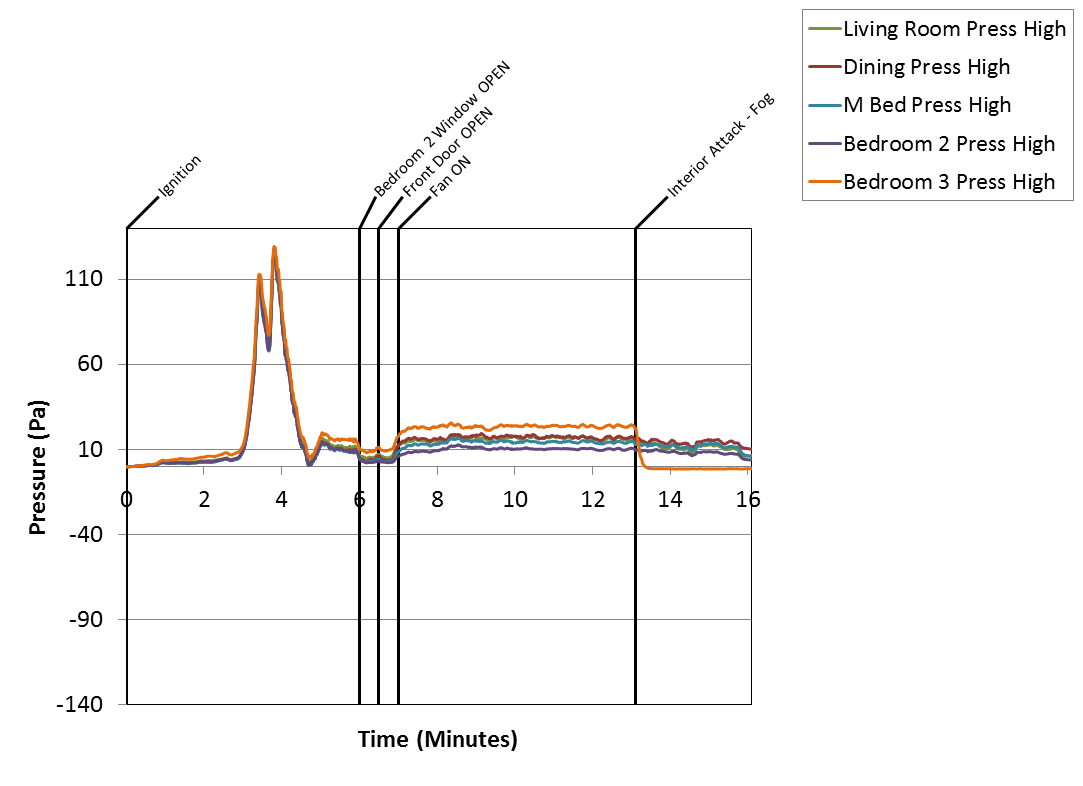 Living Room Press High
Dining Press High
M Bed Press High
Bedroom 2 Press High
Bedroom 3 Press High
Ignition
Bedroom 2 Window OPEN
Front Door OPEN
Fan ON
Interior Attack - Fog
110
60
10
-40
-90
-140
0 2 4 6 8 10 12 14 16
Pressure (Pa)
Time (Minutes)